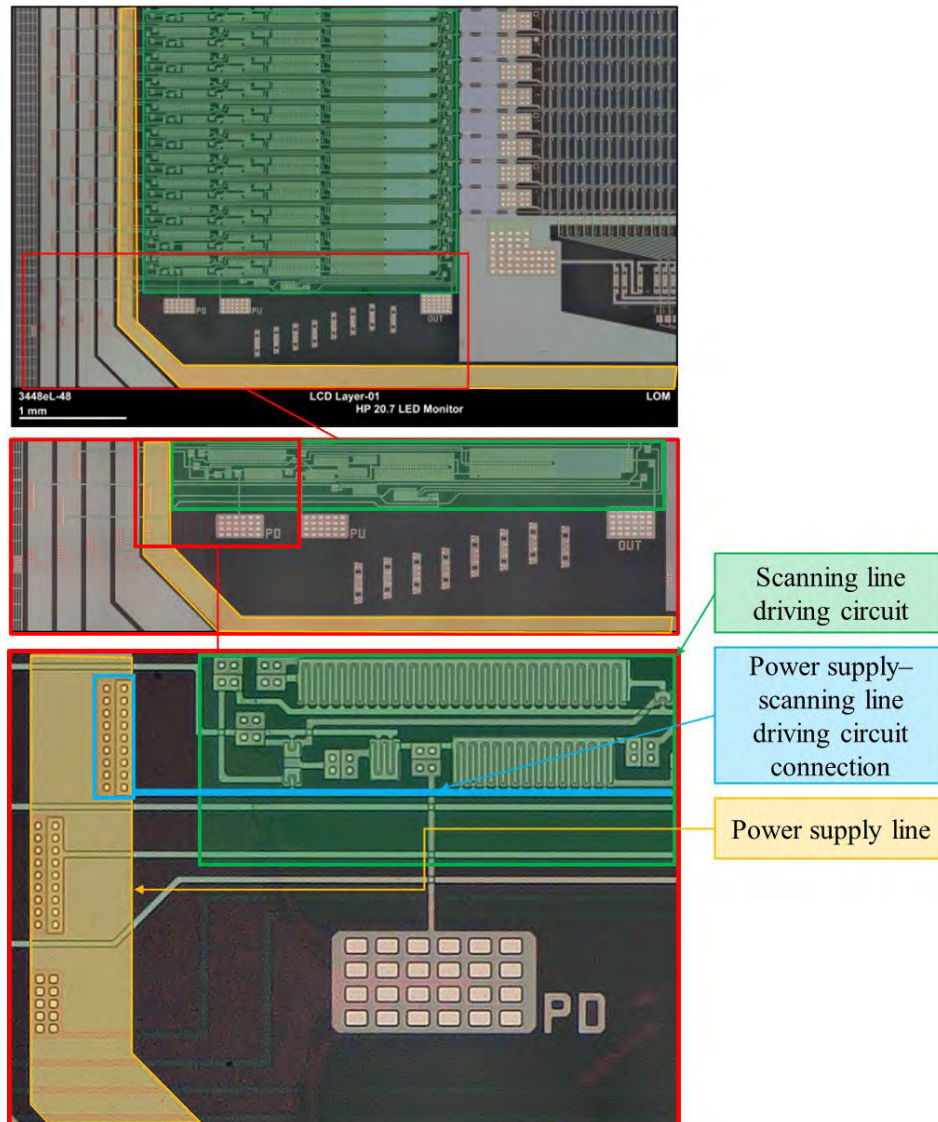 PD
PU
OUT
3448eL-48
LCD Layer-01
LOM
1 mm
HP 20.7 LED Monitor
PD
PU
OUT
Scanning line
driving circuit
Power supply–
scanning line
driving circuit
connection
Power supply line
PD